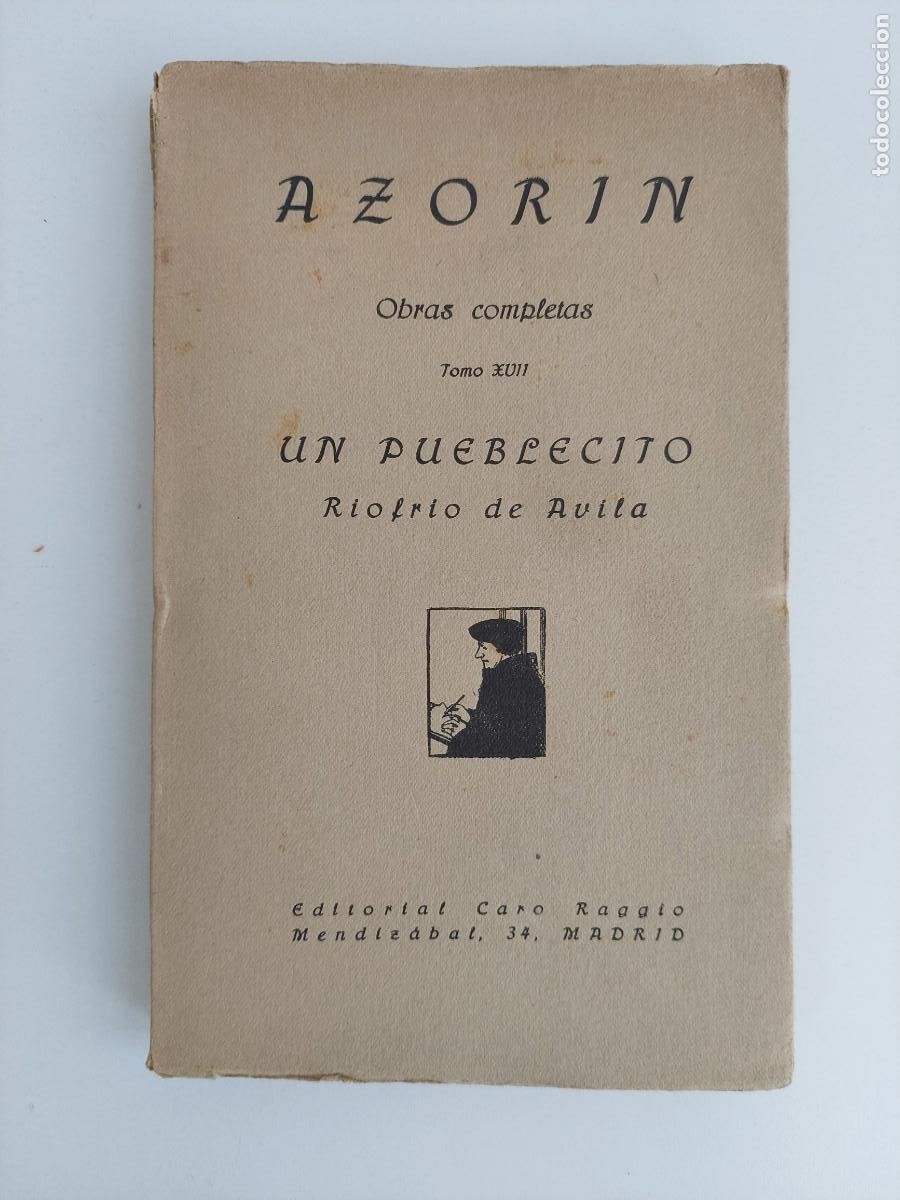 AZORIN
Obras completas
Tomo XVII
UN PUEBLECITO
Riofrio de Avila
Editorial Caro Raggio
Mendizábal, 34, MADRID
todocoleccion